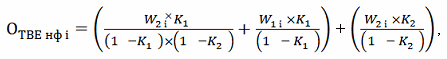 О_ТВЕ нф i = ( (W_2 i × K_1) / ((1 − K_1) × (1 − K_2)) + (W_1 i × K_1) / (1 − K_1) ) + ( (W_2 i × K_2) / (1 − K_2) ),